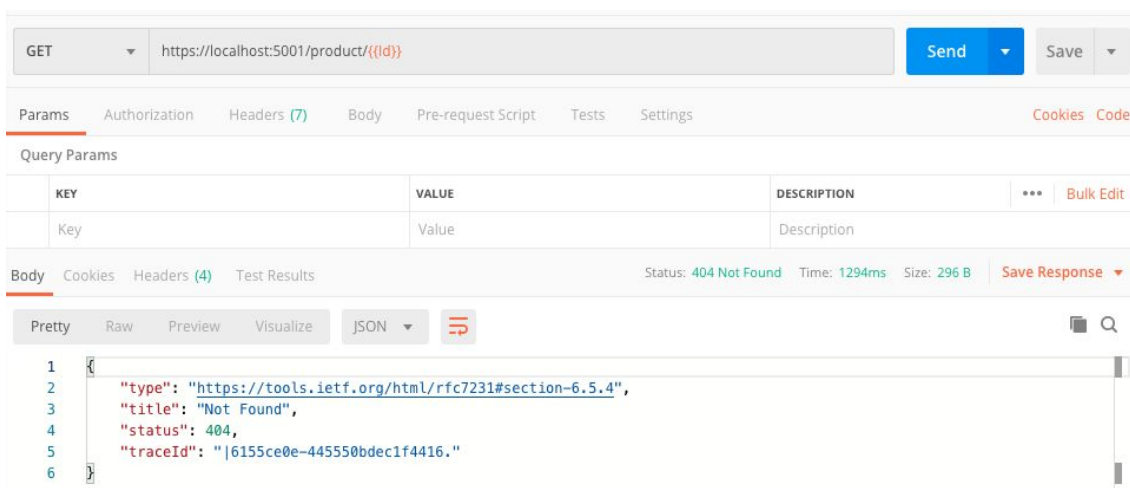 GET https://localhost:5001/product/{{Id}} Send Save
Params Authorization Headers (7) Body Pre-request Script Tests Settings Cookies Code
Query Params
KEY VALUE DESCRIPTION ••• Bulk Edit
Key Value Description
Body Cookies Headers (4) Test Results Status: 404 Not Found Time: 1294ms Size: 296 B Save Response
Pretty Raw Preview Visualize JSON
1 {
2 "type": "https://tools.ietf.org/html/rfc7231#section-6.5.4",
3 "title": "Not Found",
4 "status": 404,
5 "traceId": "|6155ce0e-445550bdec1f4416."
6 }